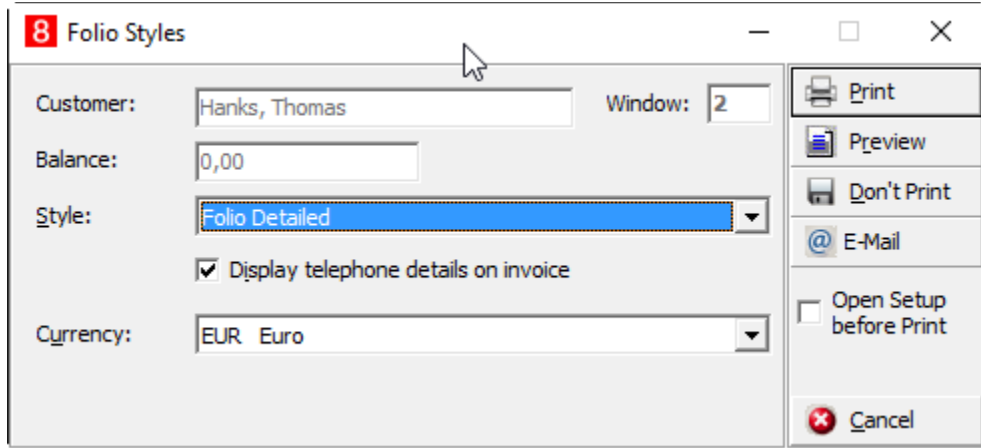 8 Folio Styles
Customer: Hanks, Thomas Window: 2
Balance: 0,00
Style: Folio Detailed
Display telephone details on invoice
Currency: EUR Euro
Print
Preview
Don't Print
@ E-Mail
Open Setup
before Print
Cancel